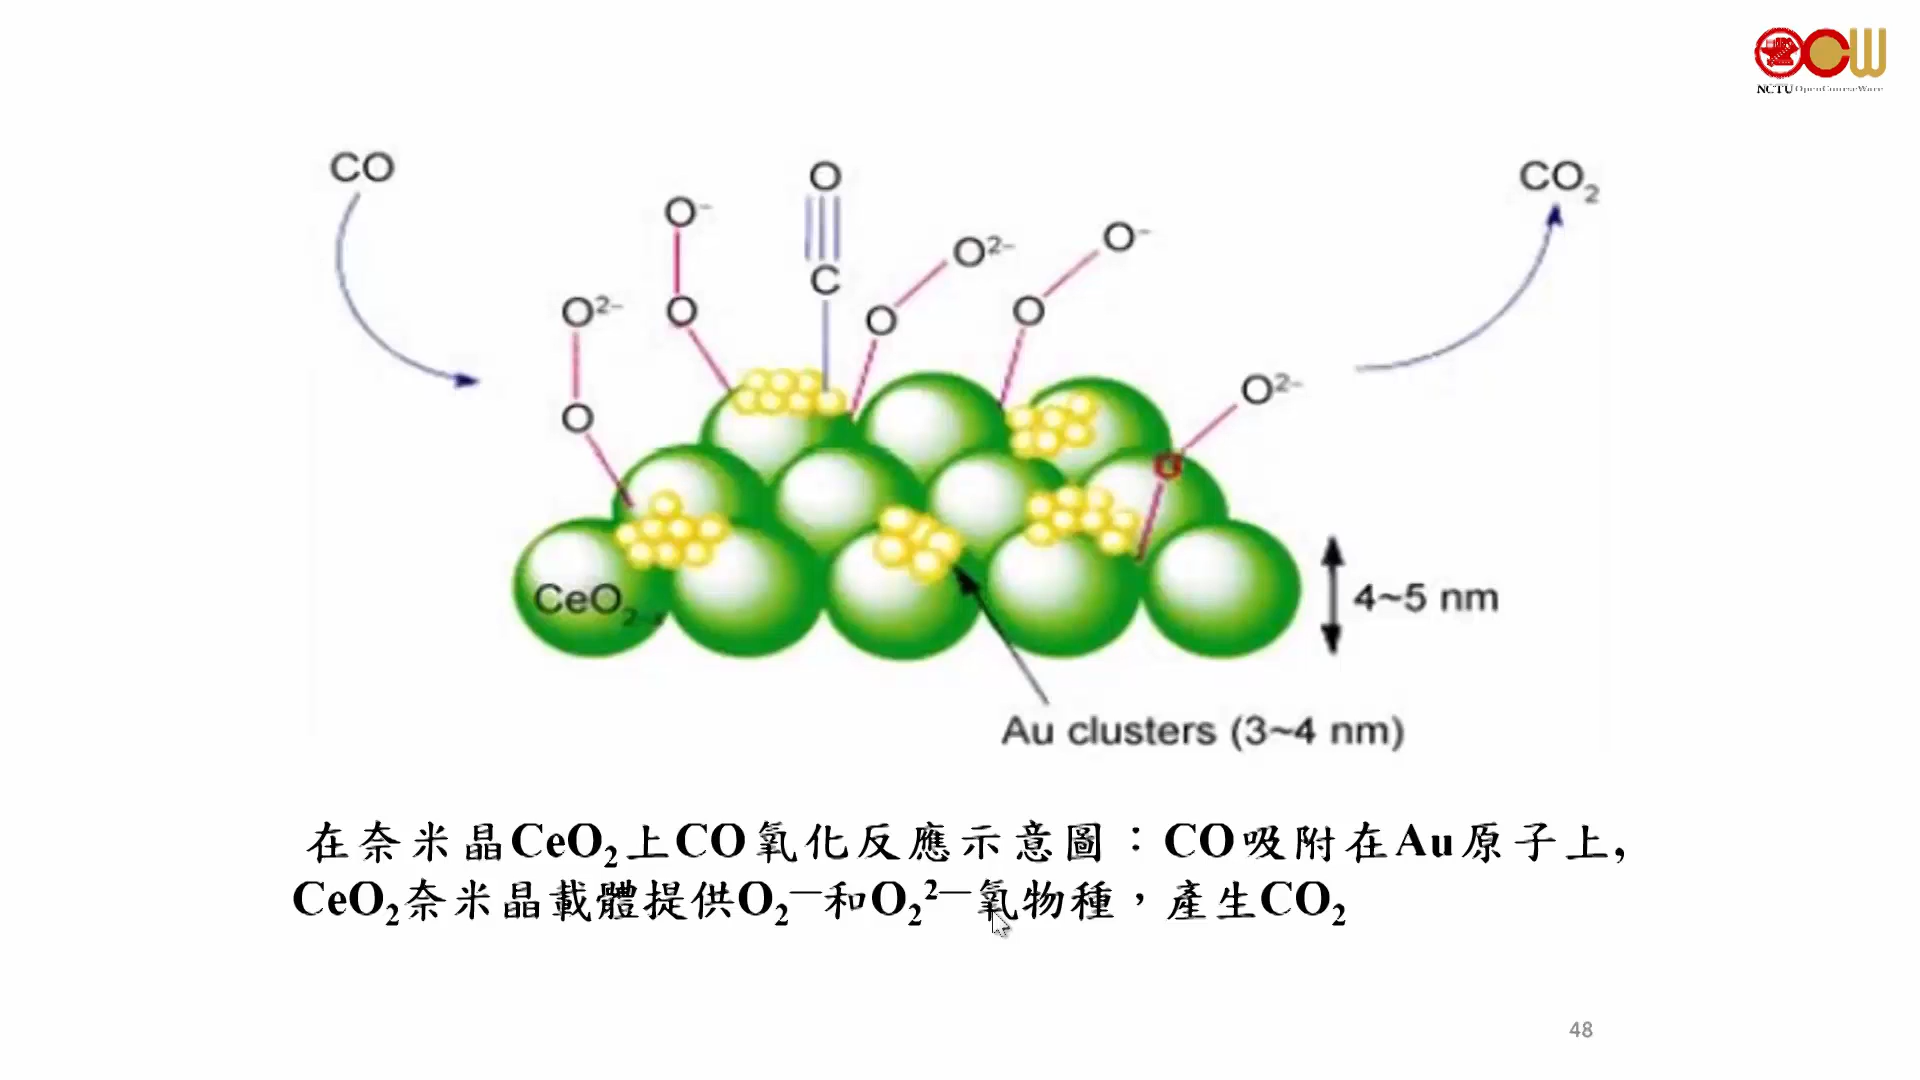 NCTU OpenCourseWare
CO
O
CO₂
O⁻
O²⁻
O⁻
C
O²⁻
O
O
O
O²⁻
O
O
CeO₂₋ₓ
4~5 nm
Au clusters (3~4 nm)
在奈米晶CeO₂上CO氧化反應示意圖：CO吸附在Au原子上,
CeO₂奈米晶載體提供O₂⁻和O₂²⁻氧物種，產生CO₂
48